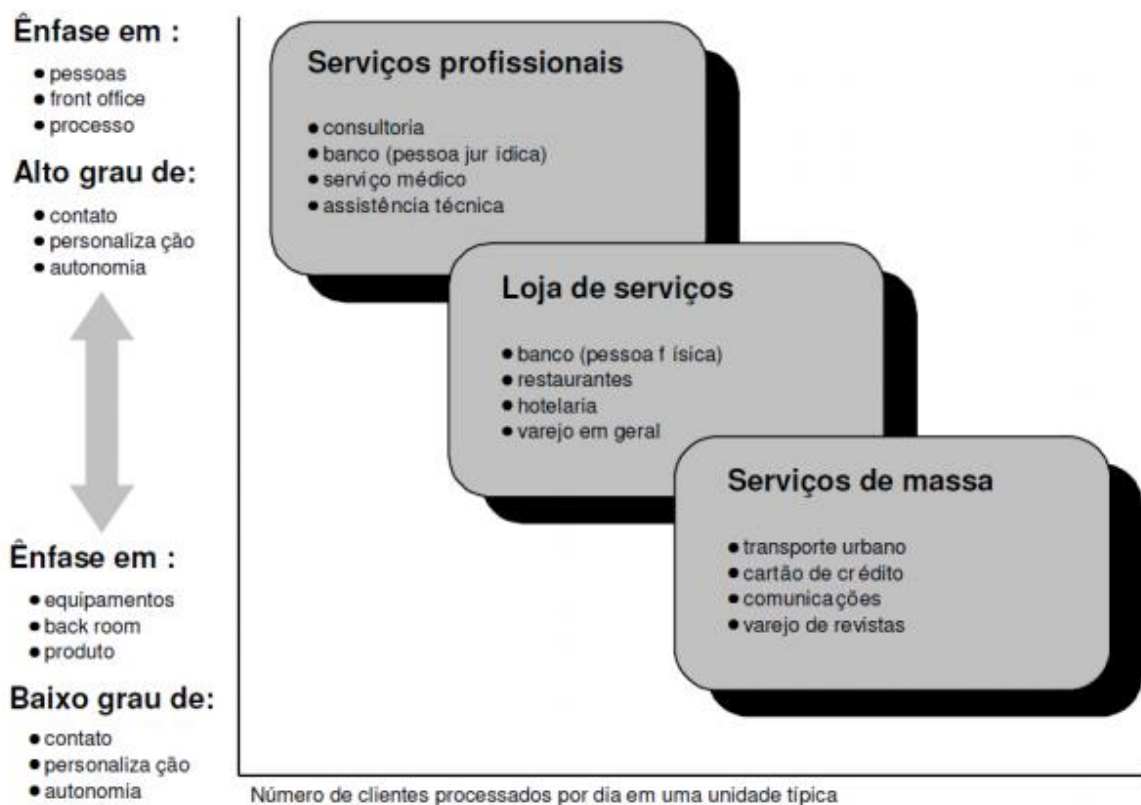 Ênfase em :
● pessoas
● front office
● processo
Alto grau de:
● contato
● personaliza ção
● autonomia
Ênfase em :
● equipamentos
● back room
● produto
Baixo grau de:
● contato
● personaliza ção
● autonomia
Serviços profissionais
● consultoria
● banco (pessoa jur ídica)
● serviço médico
● assistência técnica
Loja de serviços
● banco (pessoa f ísica)
● restaurantes
● hotelaria
● varejo em geral
Serviços de massa
● transporte urbano
● cartão de cr édito
● comunicações
● varejo de revistas
Número de clientes processados por dia em uma unidade típica